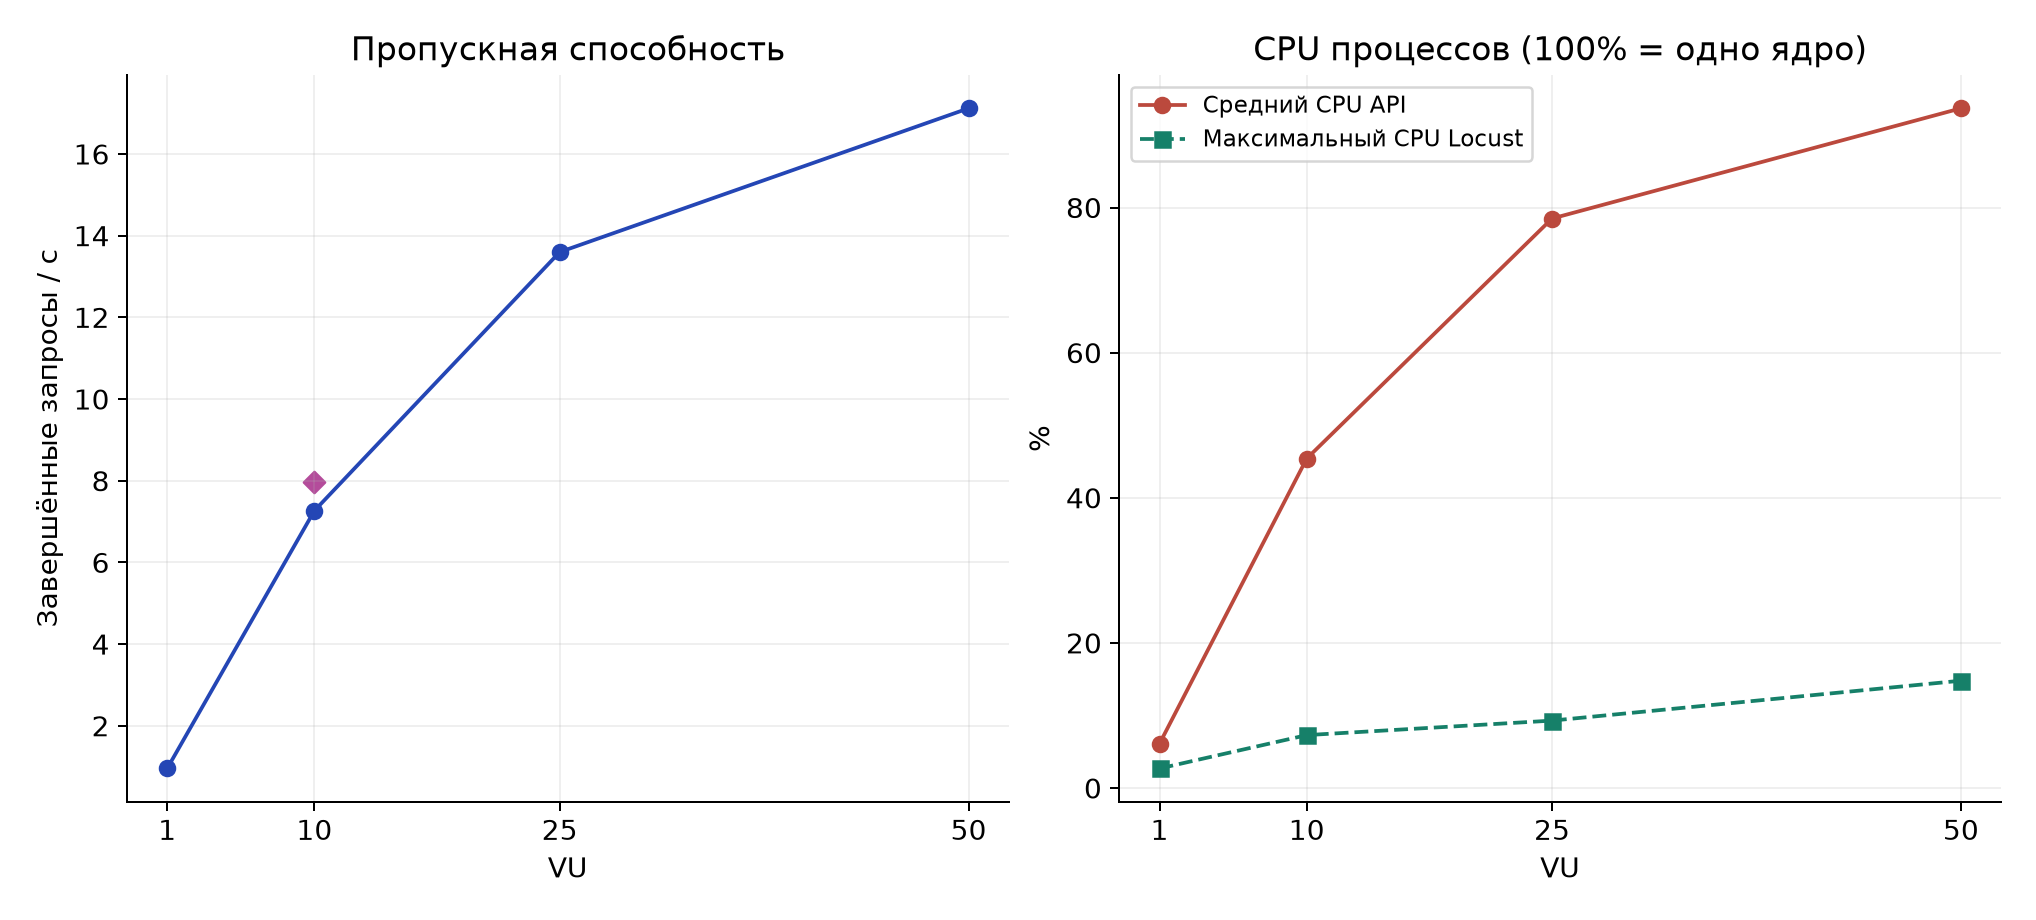 Пропускная способность
Завершённые запросы / с
16
14
12
10
8
6
4
2
1 10 25 50
VU
CPU процессов (100% = одно ядро)
Средний CPU API
Максимальный CPU Locust
%
80
60
40
20
0
1 10 25 50
VU